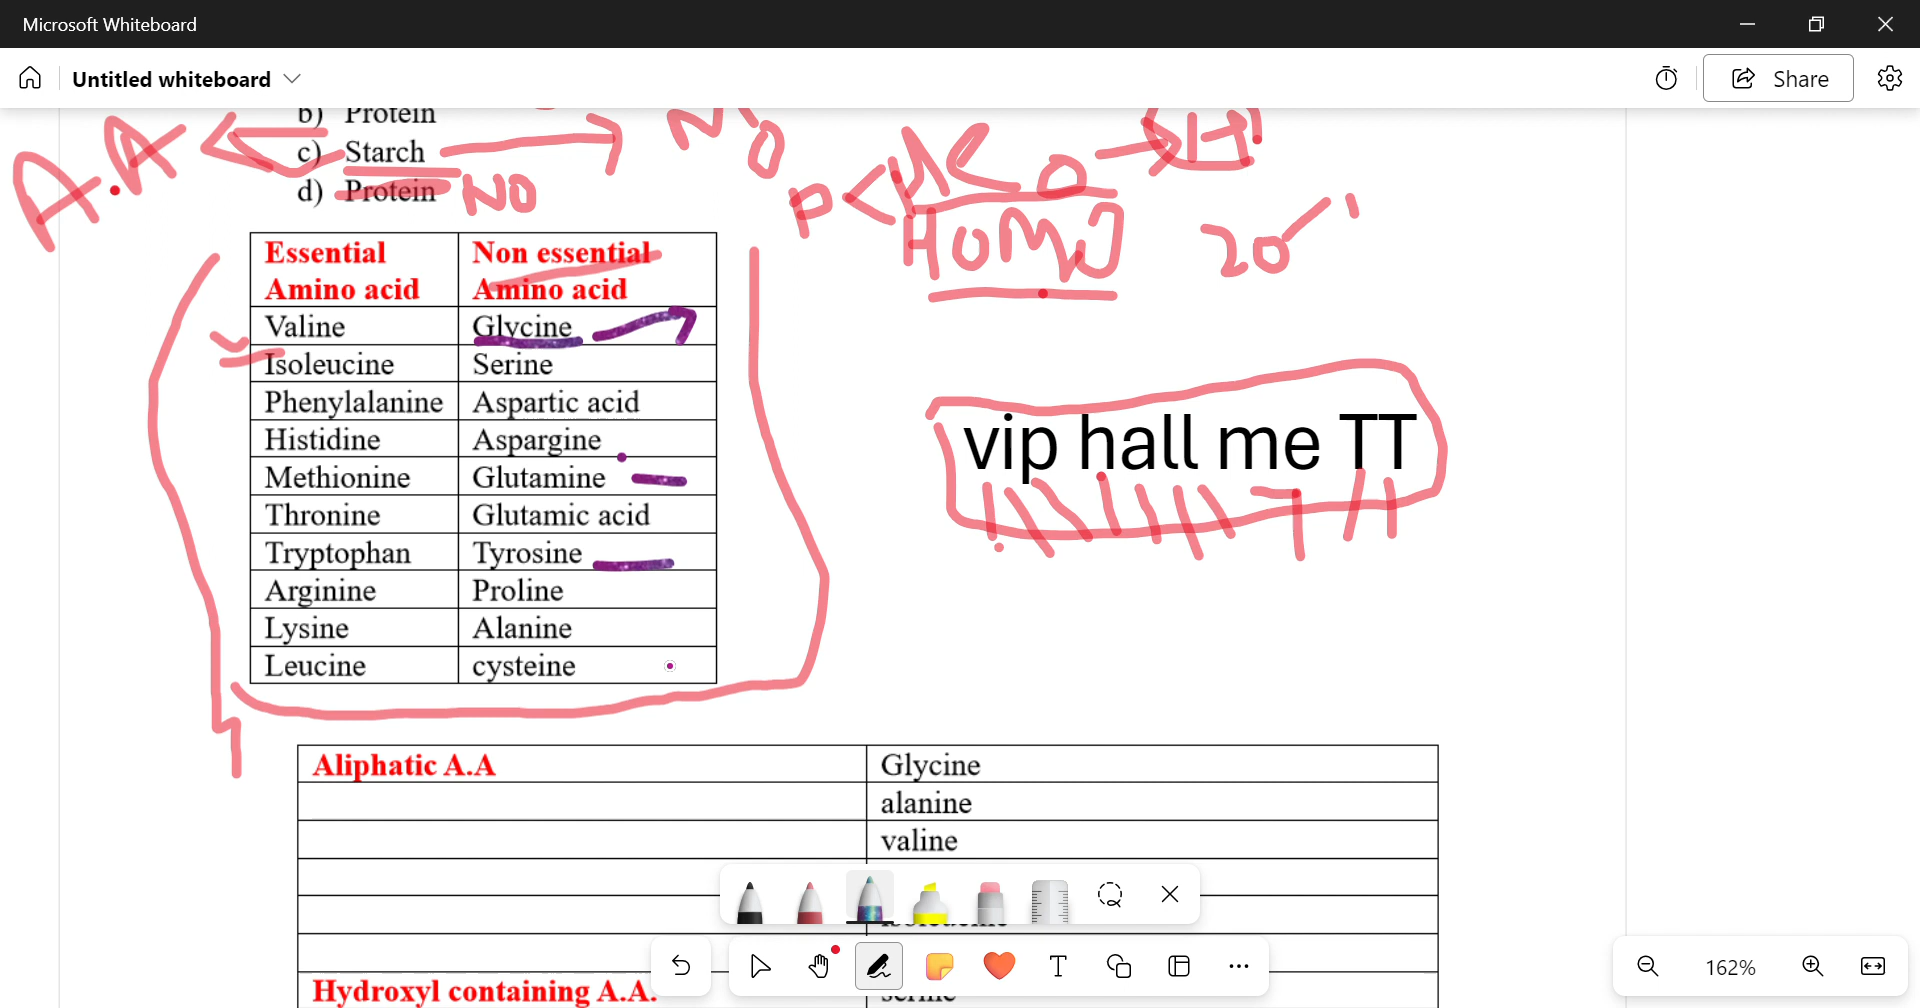 Microsoft Whiteboard
Untitled whiteboard
Share
b) Protein
c) Starch
d) Protein
A.A
NO
NO
HOMO
20
Essential Amino acid | Non essential Amino acid
Valine | Glycine
Isoleucine | Serine
Phenylalanine | Aspartic acid
Histidine | Aspargine
Methionine | Glutamine
Thronine | Glutamic acid
Tryptophan | Tyrosine
Arginine | Proline
Lysine | Alanine
Leucine | cysteine
vip hall me TT
Aliphatic A.A | Glycine
alanine
valine
Hydroxyl containing A.A. | serine
162%